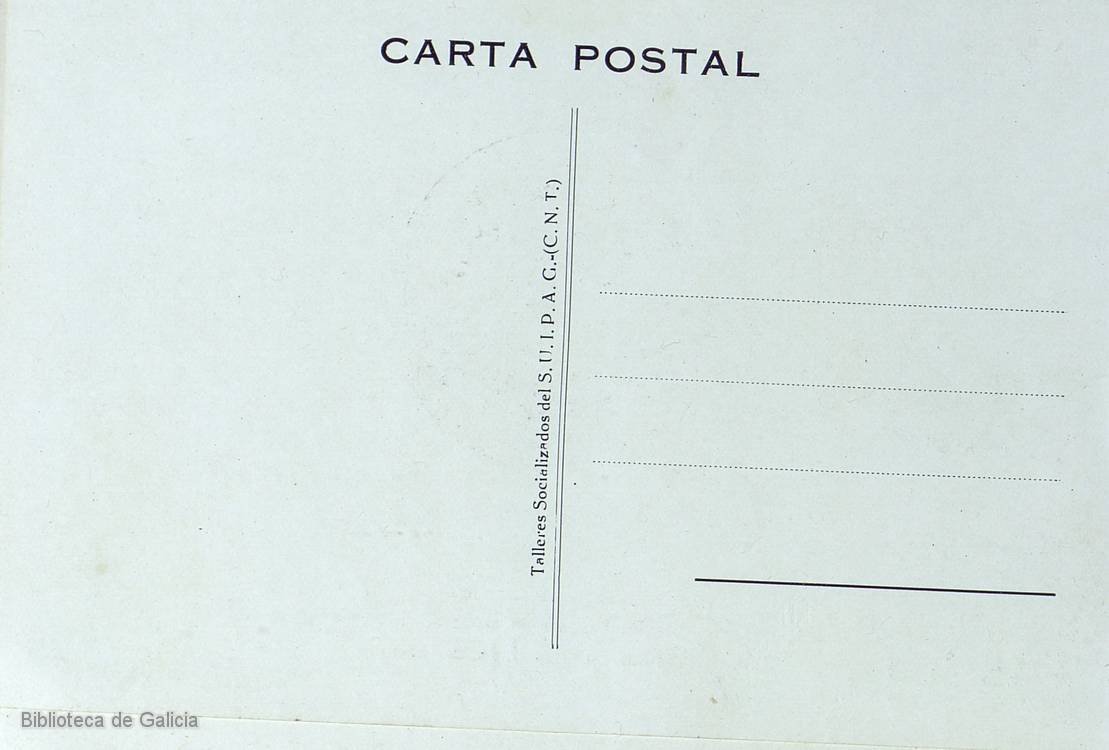 CARTA POSTAL
Talleres Socializados del S. U. I. P. A. G.-(C. N. T.)
Biblioteca de Galicia